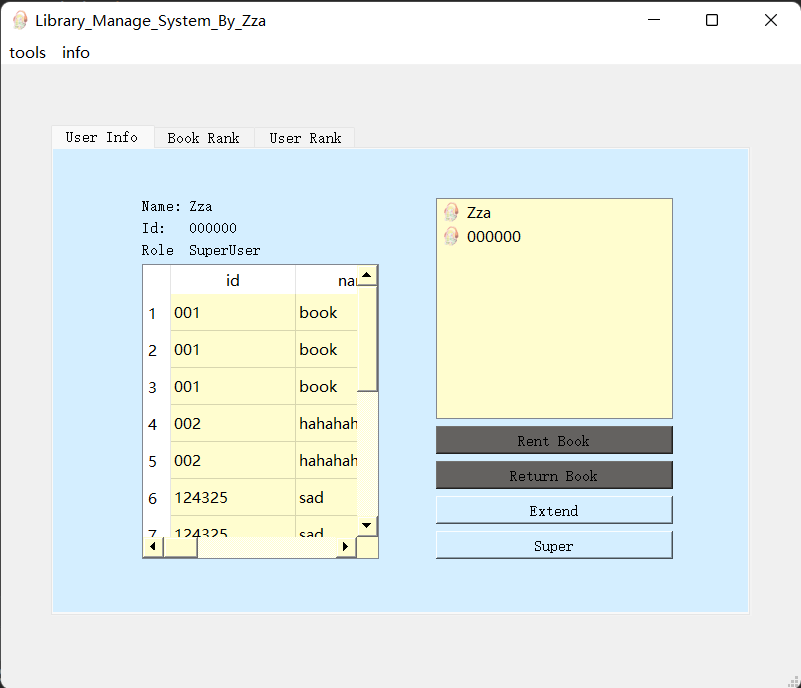 Library_Manage_System_By_Zza
tools info
User Info Book Rank User Rank
Name: Zza
Id: 000000
Role SuperUser
id na
1 001 book
2 001 book
3 001 book
4 002 hahahah
5 002 hahahah
6 124325 sad
7 124325 sad
Zza
000000
Rent Book
Return Book
Extend
Super